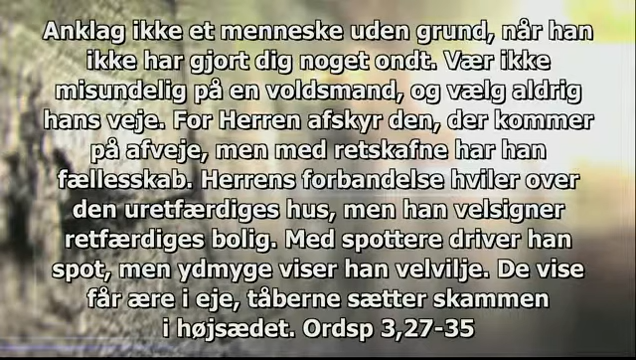 Anklag ikke et menneske uden grund, når han
ikke har gjort dig noget ondt. Vær ikke
misundelig på en voldsmand, og vælg aldrig
hans veje. For Herren afskyr den, der kommer
på afveje, men med retskafne har han
fællesskab. Herrens forbandelse hviler over
den uretfærdiges hus, men han velsigner
retfærdiges bolig. Med spottere driver han
spot, men ydmyge viser han velvilje. De vise
får ære i eje, tåberne sætter skammen
i højsædet. Ordsp 3,27-35